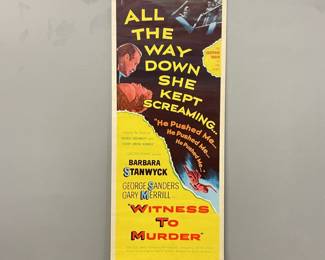 ALL
THE
WAY
DOWN
SHE
KEPT
SCREAMING...
"He Pushed Me...
He Pushed Me...
He Pushed Me..."
BARBARA
STANWYCK
GEORGE SANDERS
GARY MERRILL
"WITNESS
TO
MURDER"